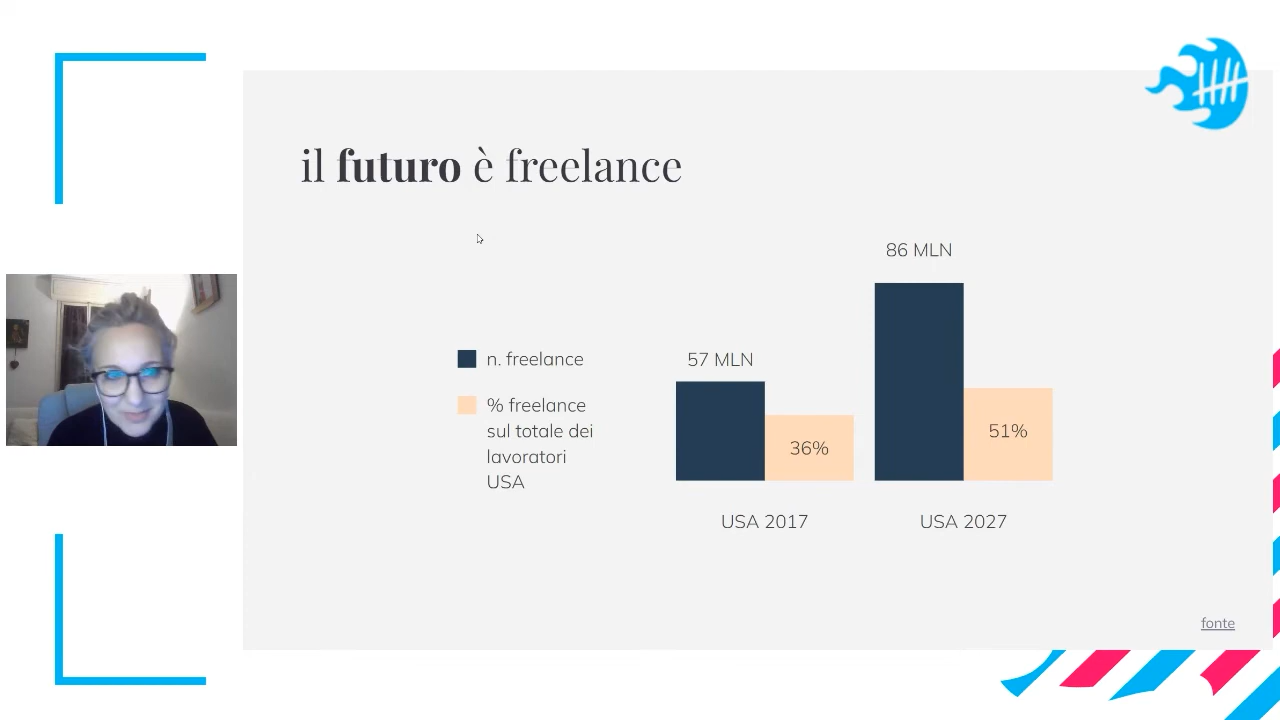 il futuro è freelance
86 MLN
57 MLN
n. freelance
% freelance
sul totale dei
lavoratori
USA
36%
51%
USA 2017
USA 2027
fonte